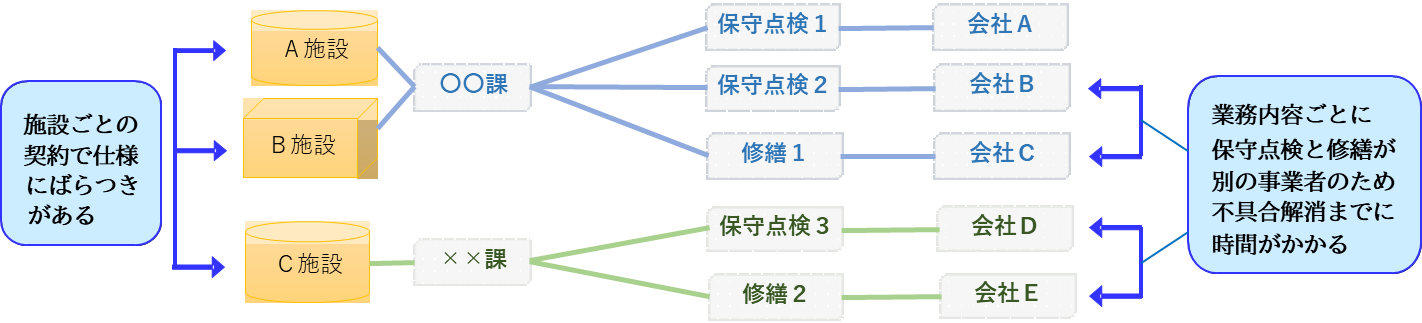 施設ごとの
契約で仕様
にばらつき
がある
Ａ施設
Ｂ施設
Ｃ施設
〇〇課
××課
保守点検１
保守点検２
修繕１
保守点検３
修繕２
会社Ａ
会社Ｂ
会社Ｃ
会社Ｄ
会社Ｅ
業務内容ごとに
保守点検と修繕が
別の事業者のため
不具合解消までに
時間がかかる